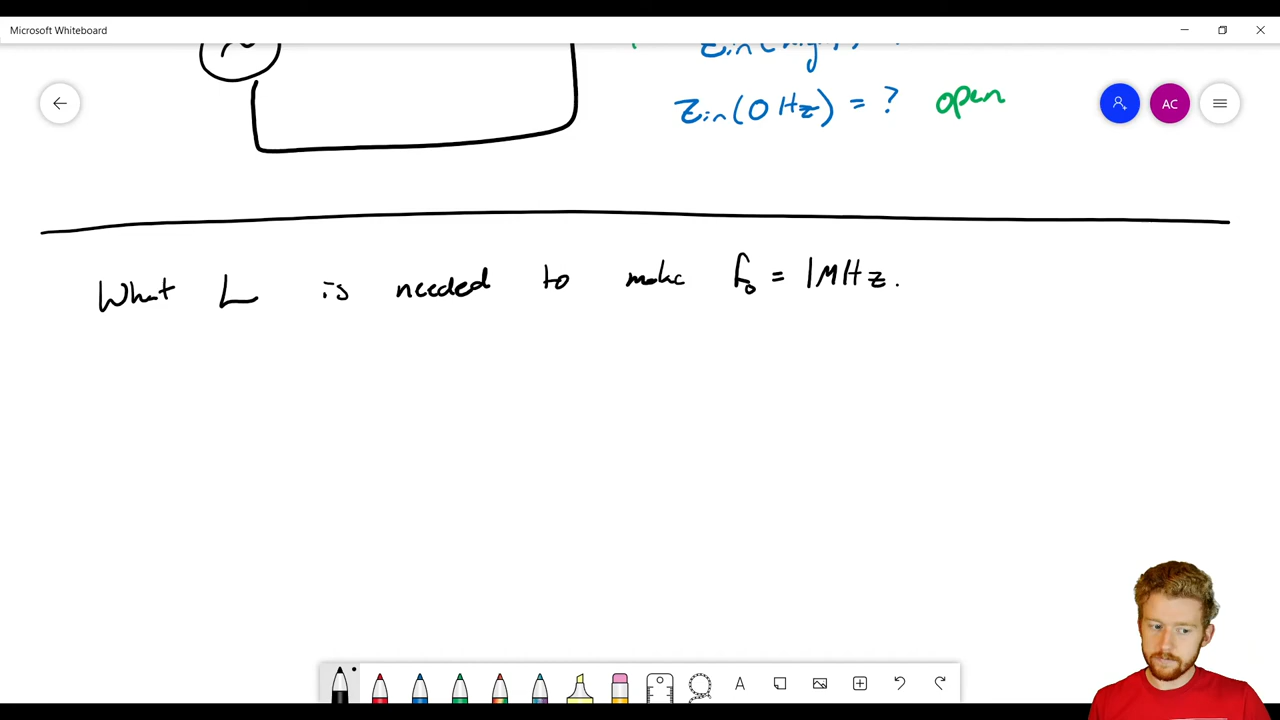 Microsoft Whiteboard
Zin(0 Hz) = ? open
AC
What L is needed to make f₀ = 1MHz.
A